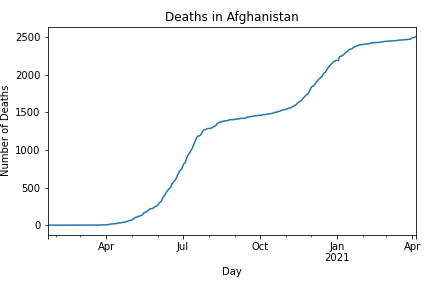 Deaths in Afghanistan
Number of Deaths
2500
2000
1500
1000
500
0
Apr
Jul
Oct
Jan
2021
Apr
Day